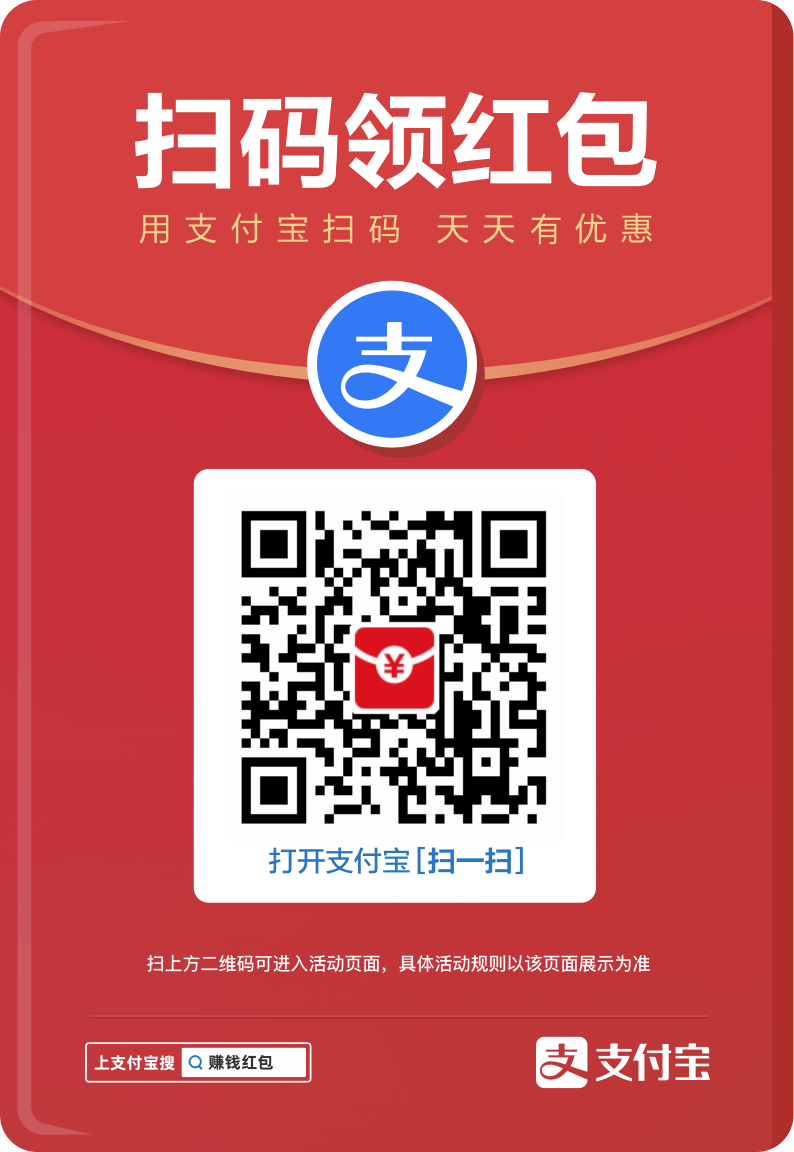 扫码领红包
用支付宝扫码 天天有优惠
支
¥
打开支付宝[扫一扫]
扫上方二维码可进入活动页面，具体活动规则以该页面展示为准
上支付宝搜 赚钱红包
支 支付宝